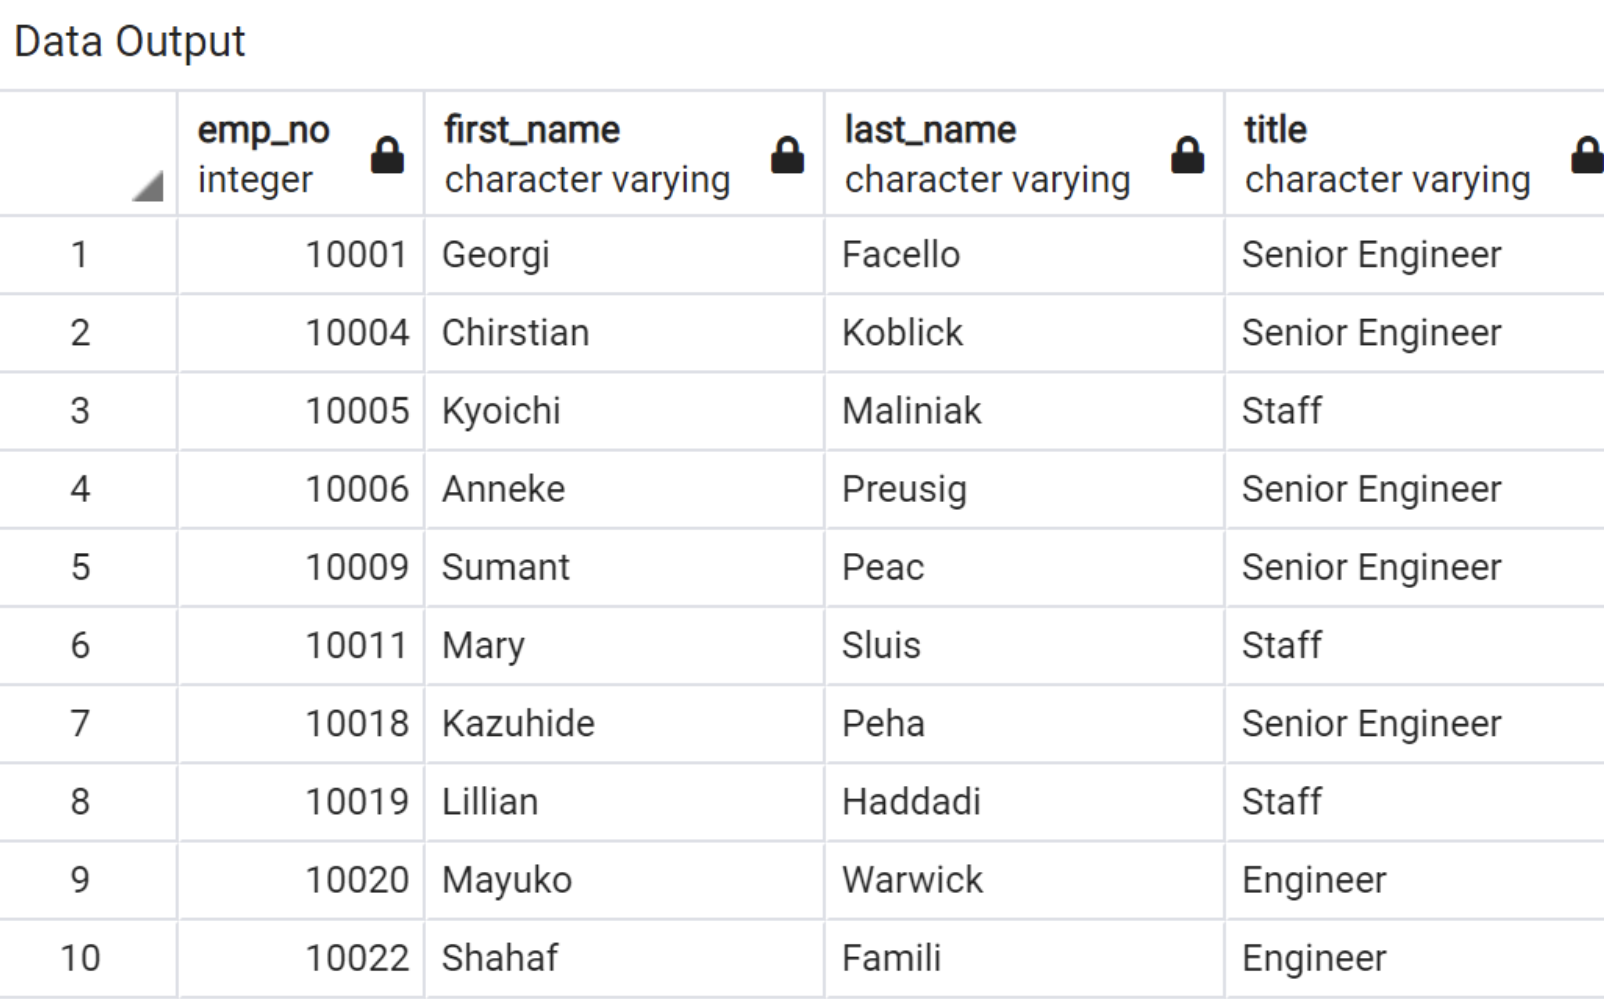 Data Output
emp_no first_name last_name title
integer character varying character varying character varying
1 10001 Georgi Facello Senior Engineer
2 10004 Chirstian Koblick Senior Engineer
3 10005 Kyoichi Maliniak Staff
4 10006 Anneke Preusig Senior Engineer
5 10009 Sumant Peac Senior Engineer
6 10011 Mary Sluis Staff
7 10018 Kazuhide Peha Senior Engineer
8 10019 Lillian Haddadi Staff
9 10020 Mayuko Warwick Engineer
10 10022 Shahaf Famili Engineer